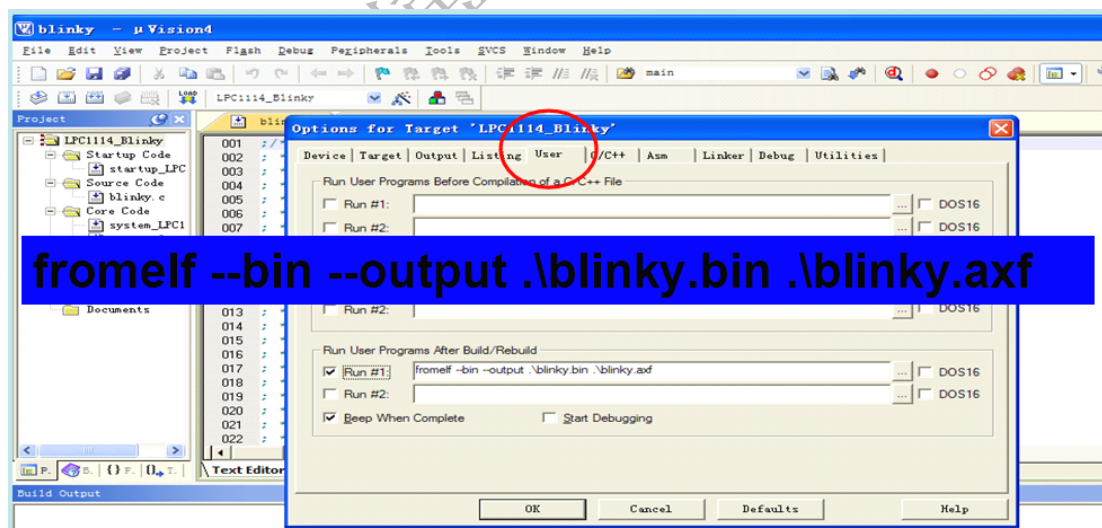 blinky - µVision4
File Edit View Project Flash Debug Peripherals Tools SVCS Window Help
main
LOAD LPC1114_Blinky
Project
LPC1114_Blinky
Startup Code
startup_LPC
Source Code
blinky.c
Core Code
system_LPC1
Documents
001 ;/*
002 ; *
003 ; *
004 ; *
005 ; *
006 ; *
007 ; *
013 ; *
014 ; *
015 ; *
016 ; *
017 ; *
018 ; *
019 ; *
020 ; *
021 ; *
022 ; *
Options for Target 'LPC1114_Blinky'
Device Target Output Listing User C/C++ Asm Linker Debug Utilities
Run User Programs Before Compilation of a C/C++ File
Run #1: ... DOS16
Run #2: ... DOS16
fromelf --bin --output .\blinky.bin .\blinky.axf
Run #2: ... DOS16
Run User Programs After Build/Rebuild
Run #1: fromelf --bin --output .\blinky.bin .\blinky.axf ... DOS16
Run #2: ... DOS16
Beep When Complete Start Debugging
P. B. {} F. 0. T. Text Editor
Build Output
OK Cancel Defaults Help